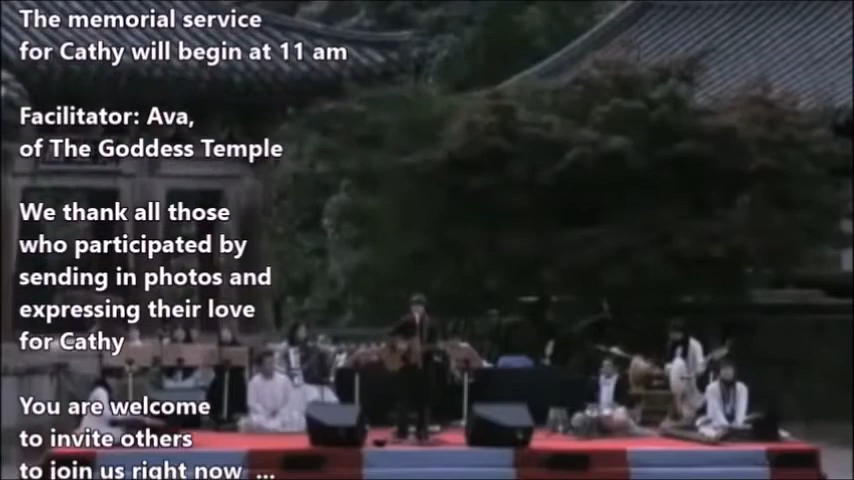 The memorial service
for Cathy will begin at 11 am
Facilitator: Ava,
of The Goddess Temple
We thank all those
who participated by
sending in photos and
expressing their love
for Cathy
You are welcome
to invite others
to join us right now ...